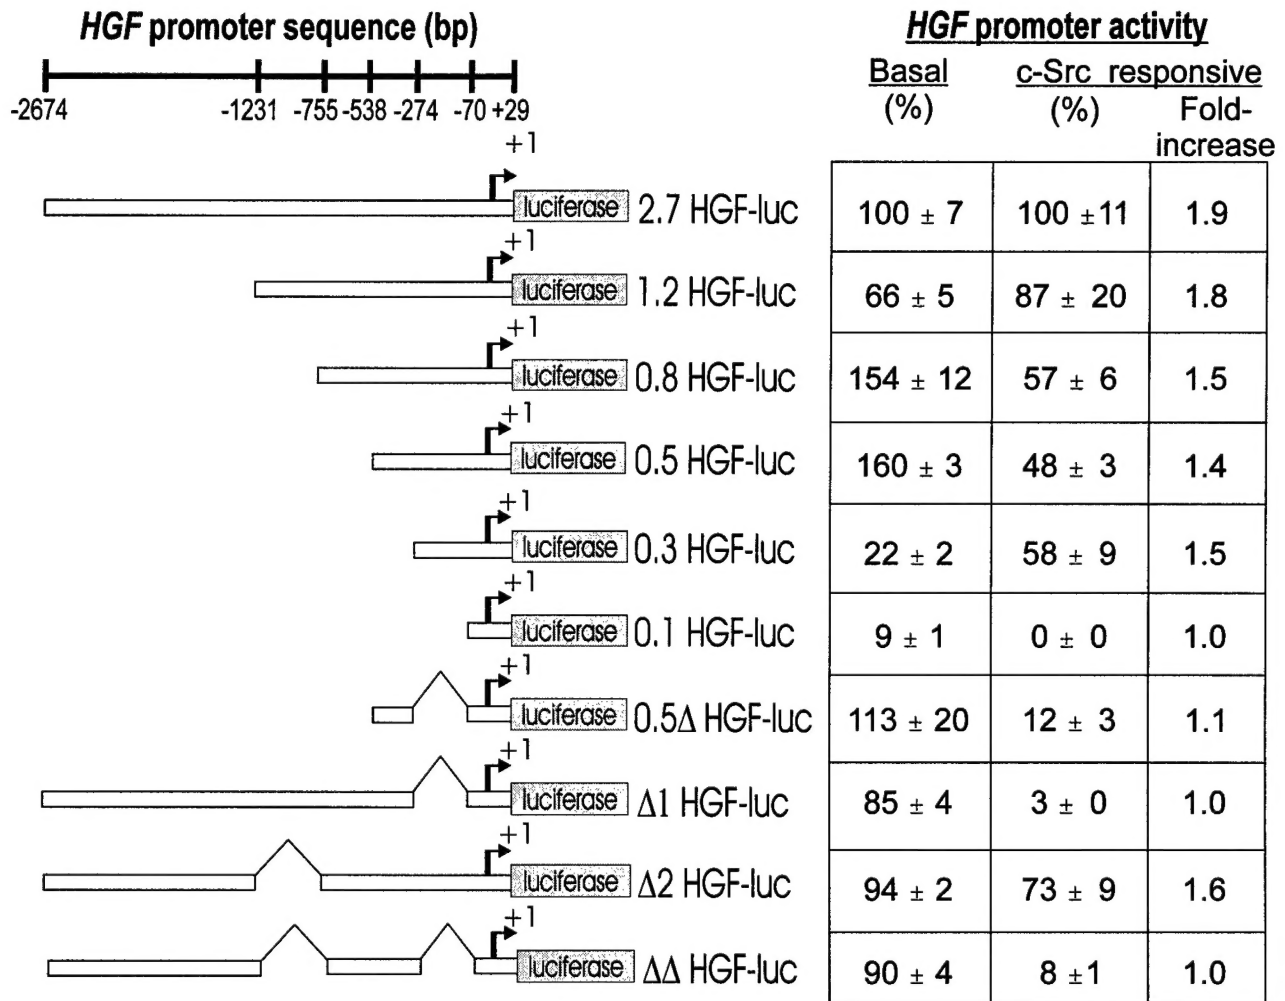 HGF promoter sequence (bp)
-2674 -1231 -755 -538 -274 -70 +29
HGF promoter activity
Basal c-Src responsive
(%) (%) Fold-
increase
+1
luciferase 2.7 HGF-luc 100 ± 7 100 ± 11 1.9
+1
luciferase 1.2 HGF-luc 66 ± 5 87 ± 20 1.8
+1
luciferase 0.8 HGF-luc 154 ± 12 57 ± 6 1.5
+1
luciferase 0.5 HGF-luc 160 ± 3 48 ± 3 1.4
+1
luciferase 0.3 HGF-luc 22 ± 2 58 ± 9 1.5
+1
luciferase 0.1 HGF-luc 9 ± 1 0 ± 0 1.0
+1
luciferase 0.5Δ HGF-luc 113 ± 20 12 ± 3 1.1
+1
luciferase Δ1 HGF-luc 85 ± 4 3 ± 0 1.0
+1
luciferase Δ2 HGF-luc 94 ± 2 73 ± 9 1.6
+1
luciferase ΔΔ HGF-luc 90 ± 4 8 ±1 1.0